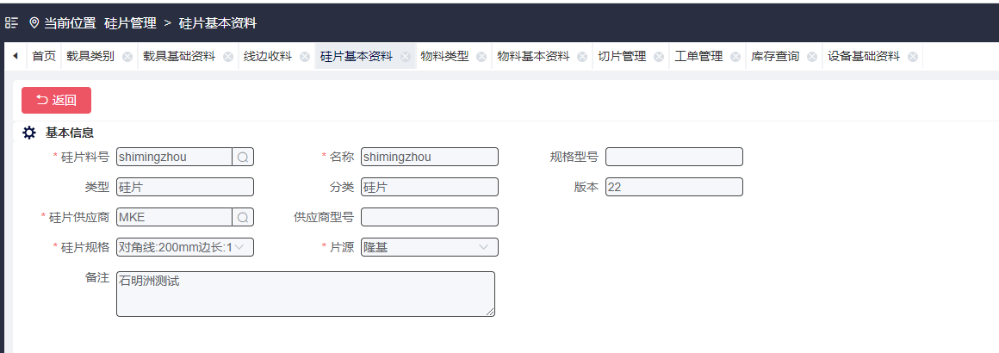 当前位置 硅片管理 > 硅片基本资料
首页 载具类别 载具基础资料 线边收料 硅片基本资料 物料类型 物料基本资料 切片管理 工单管理 库存查询 设备基础资料
返回
基本信息
* 硅片料号 shimingzhou * 名称 shimingzhou 规格型号
类型 硅片 分类 硅片 版本 22
* 硅片供应商 MKE 供应商型号
* 硅片规格 对角线:200mm边长:1 * 片源 隆基
备注 石明洲测试